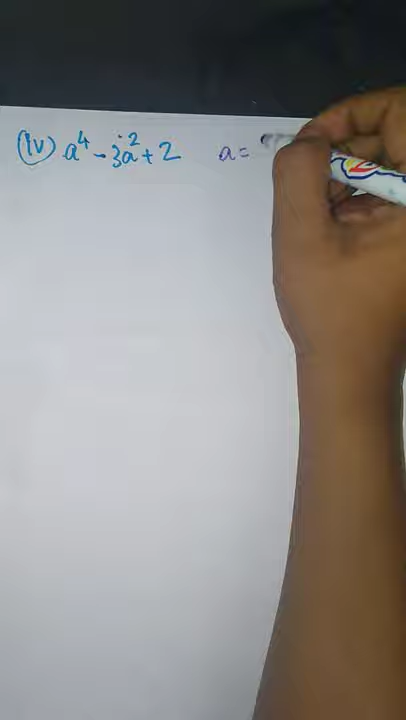 (iv) a⁴ - 3a² + 2 a =